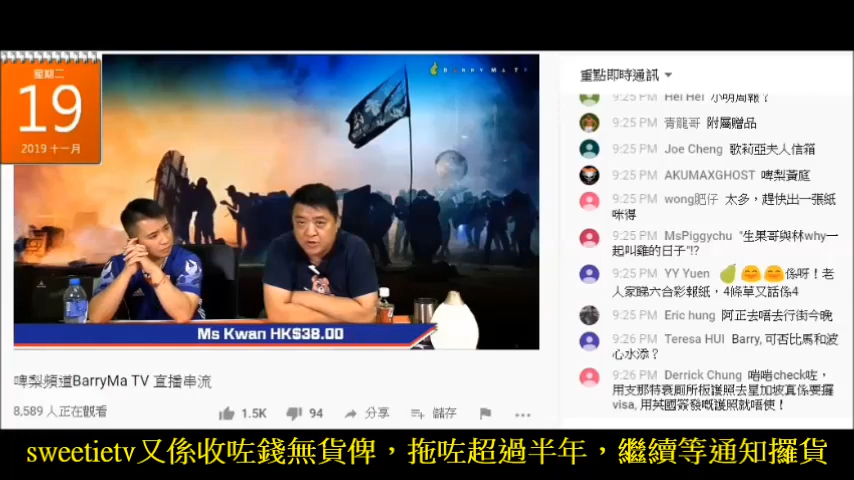 星期二
19
2019 十一月
BARRY MA TV
Ms Kwan HK$38.00
啤梨頻道BarryMa TV 直播串流
8,589 人正在觀看
1.5K
94
分享
儲存
重點即時通訊
9:25 PM Hei Hei 小明周報？
9:25 PM 青龍哥 附屬贈品
9:25 PM Joe Cheng 歌莉亞夫人信箱
9:25 PM AKUMAXGHOST 啤梨黃庭
9:25 PM wong肥仔 太多，趕快出一張紙
咪得
9:25 PM MsPiggychu "生果哥與林why一
起叫雞的日子"!?
9:25 PM YY Yuen 🍐🤗🤗係呀！老
人家睇六合彩報紙，4條草又話係4
9:25 PM Eric hung 阿正去唔去行街今晚
9:26 PM Teresa HUI Barry, 可否比馬和波
心水添？
9:26 PM Derrick Chung 啱啱check咗，
用支那特衰厠所板護照去星加坡真係要攞
visa, 用英國簽發嘅護照就唔使！
sweetietv又係收咗錢無貨俾，拖咗超過半年，繼續等通知攞貨